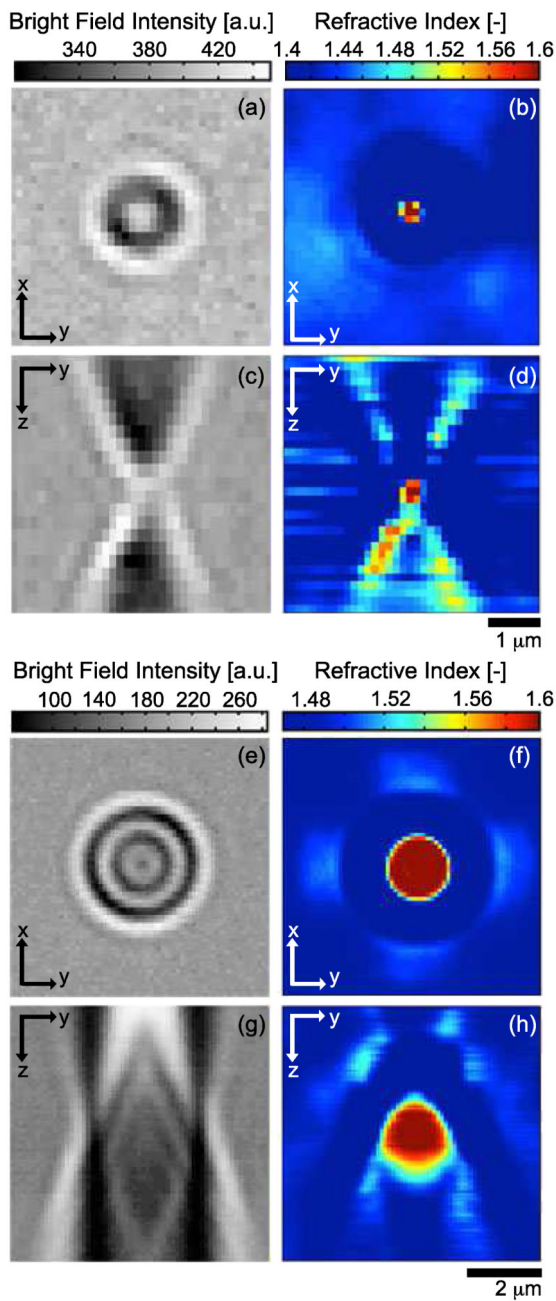 Bright Field Intensity [a.u.] Refractive Index [-]
340 380 420 1.4 1.44 1.48 1.52 1.56 1.6
(a) (b)
x x
y y
(c) (d)
y y
z z
1 μm
Bright Field Intensity [a.u.] Refractive Index [-]
100 140 180 220 260 1.48 1.52 1.56 1.6
(e) (f)
x x
y y
(g) (h)
y y
z z
2 μm